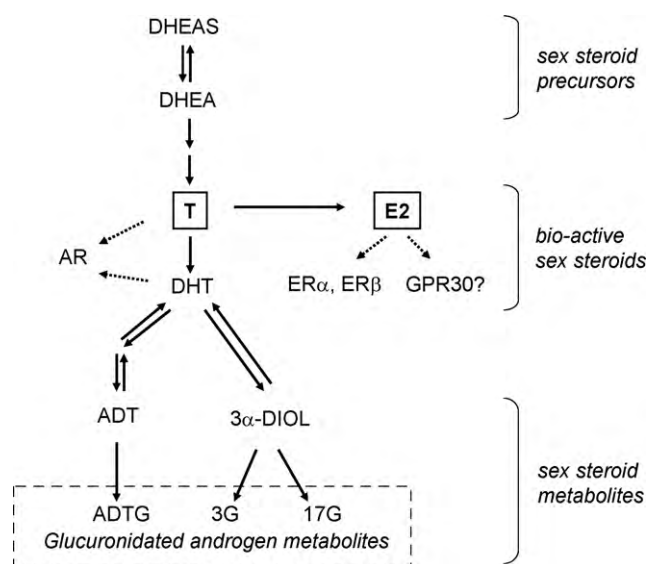 DHEAS
sex steroid
precursors
DHEA
T
E2
bio-active
sex steroids
AR
DHT
ERα, ERβ
GPR30?
ADT
3α-DIOL
sex steroid
metabolites
ADTG
3G
17G
Glucuronidated androgen metabolites